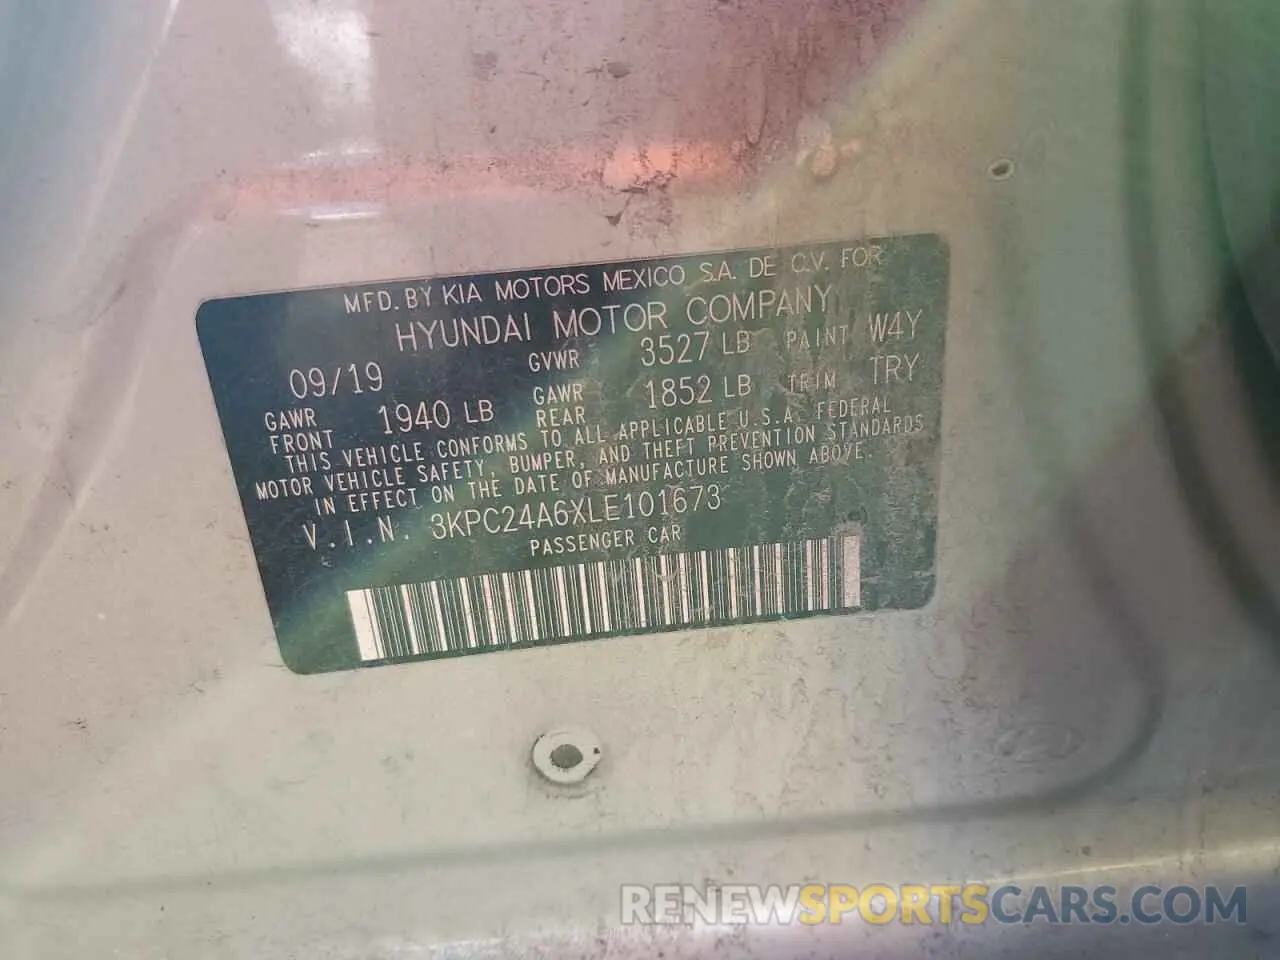 MFD. BY KIA MOTORS MEXICO S.A. DE C.V. FOR
HYUNDAI MOTOR COMPANY
09/19 GVWR 3527 LB PAINT W4Y
GAWR FRONT 1940 LB GAWR REAR 1852 LB TRIM TRY
THIS VEHICLE CONFORMS TO ALL APPLICABLE U.S.A. FEDERAL
MOTOR VEHICLE SAFETY, BUMPER, AND THEFT PREVENTION STANDARDS
IN EFFECT ON THE DATE OF MANUFACTURE SHOWN ABOVE.
V.I.N. 3KPC24A6XLE101673
PASSENGER CAR
RENEWSPORTSCARS.COM